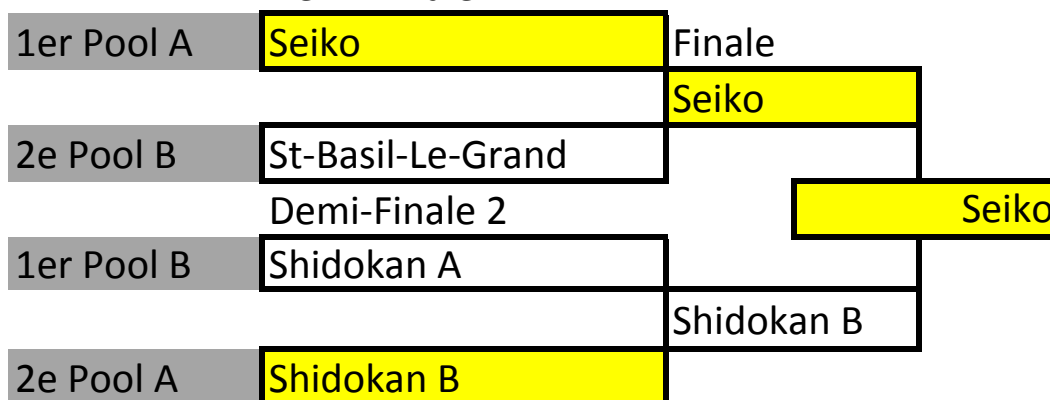 1er Pool A Seiko Finale
Seiko
2e Pool B St-Basil-Le-Grand
Demi-Finale 2 Seiko
1er Pool B Shidokan A
Shidokan B
2e Pool A Shidokan B